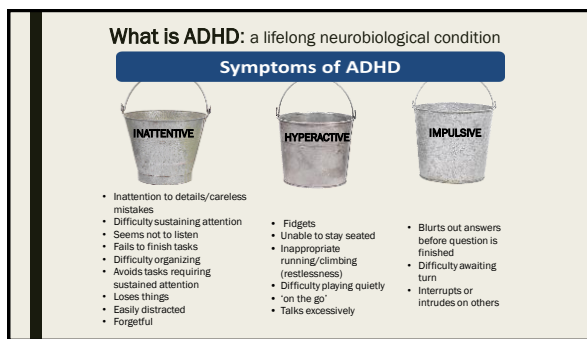 What is ADHD: a lifelong neurobiological condition
Symptoms of ADHD
INATTENTIVE
HYPERACTIVE
IMPULSIVE
• Inattention to details/careless
mistakes
• Difficulty sustaining attention
• Seems not to listen
• Fails to finish tasks
• Difficulty organizing
• Avoids tasks requiring
sustained attention
• Loses things
• Easily distracted
• Forgetful
• Fidgets
• Unable to stay seated
• Inappropriate
running/climbing
(restlessness)
• Difficulty playing quietly
• ‘on the go’
• Talks excessively
• Blurts out answers
before question is
finished
• Difficulty awaiting
turn
• Interrupts or
intrudes on others